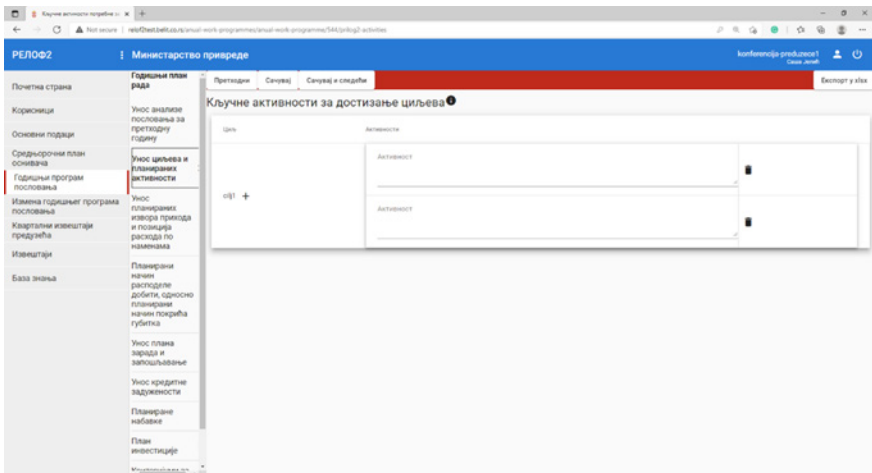 Кључне активности потребне за
Not secure | relof2test.belit.co.rs/anual-work-programmes/anual-work-programme/544/prilog2-activities
РЕЛОФ2
Министарство привреде
konferencija-preduzece1
Почетна страна
Корисници
Основни подаци
Средњорочни план
оснивача
Годишњи програм
пословања
Измена годишњег програма
пословања
Квартални извештаји
предузећа
Извештаји
База знања
Годишњи план
рада
Унос анализе
пословања за
претходну
годину
Унос циљева и
планираних
активности
Унос
планираних
извора прихода
и позиција
расхода по
наменама
Планирани
начин
расподеле
добити, односно
планирани
начин покрића
губитка
Унос плана
зарада и
запошљавање
Унос кредитне
задужености
Планиране
набавке
План
инвестиције
Претходни Сачувај Сачувај и следећи Експорт у xlsx
Кључне активности за достизање циљева
Циљ Активности
cilj1 +
Активност
Активност